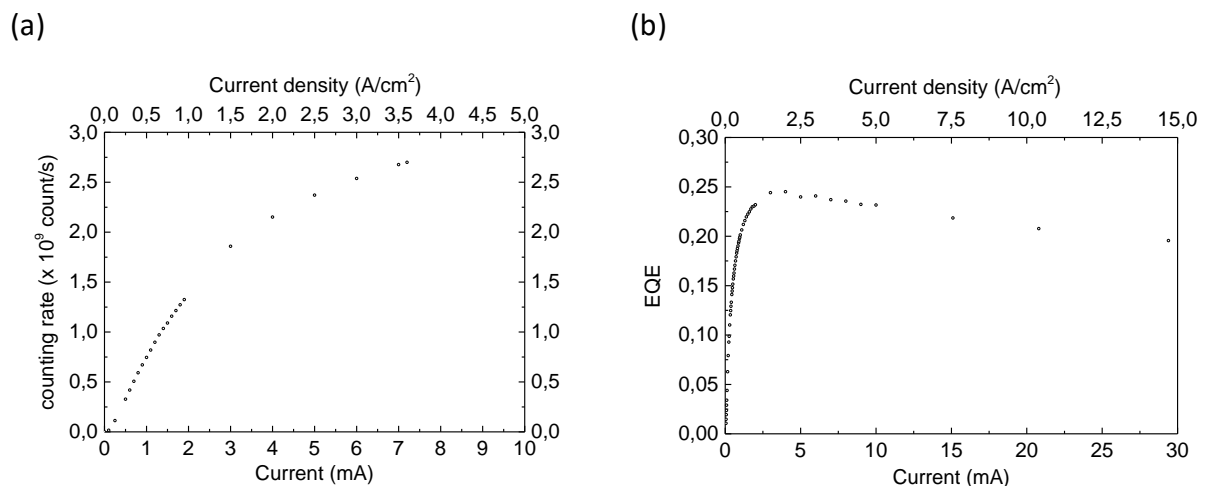 (a)
(b)
Current density (A/cm²)
0,0 0,5 1,0 1,5 2,0 2,5 3,0 3,5 4,0 4,5 5,0
3,0
2,5
2,0
1,5
1,0
0,5
0,0
counting rate (x 10⁹ count/s)
3,0
2,5
2,0
1,5
1,0
0,5
0,0
0 1 2 3 4 5 6 7 8 9 10
Current (mA)
Current density (A/cm²)
0,0 2,5 5,0 7,5 10,0 12,5 15,0
0,30
0,25
0,20
0,15
0,10
0,05
0,00
EQE
0 5 10 15 20 25 30
Current (mA)